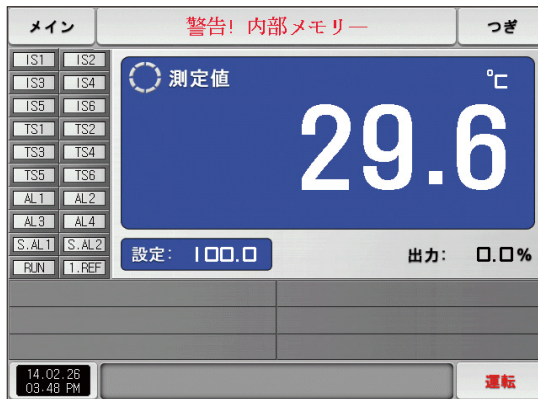 メイン
警告! 内部メモリー
つぎ
IS1 IS2
IS3 IS4
IS5 IS6
TS1 TS2
TS3 TS4
TS5 TS6
AL1 AL2
AL3 AL4
S.AL1 S.AL2
RUN 1.REF
測定値
℃
29.6
設定: 100.0
出力: 0.0%
14.02.26
03:48 PM
運転